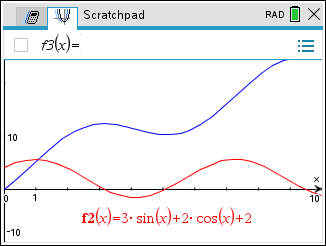 Scratchpad RAD
f3(x)=
10
x
0 1 10
f2(x)=3·sin(x)+2·cos(x)+2
-10